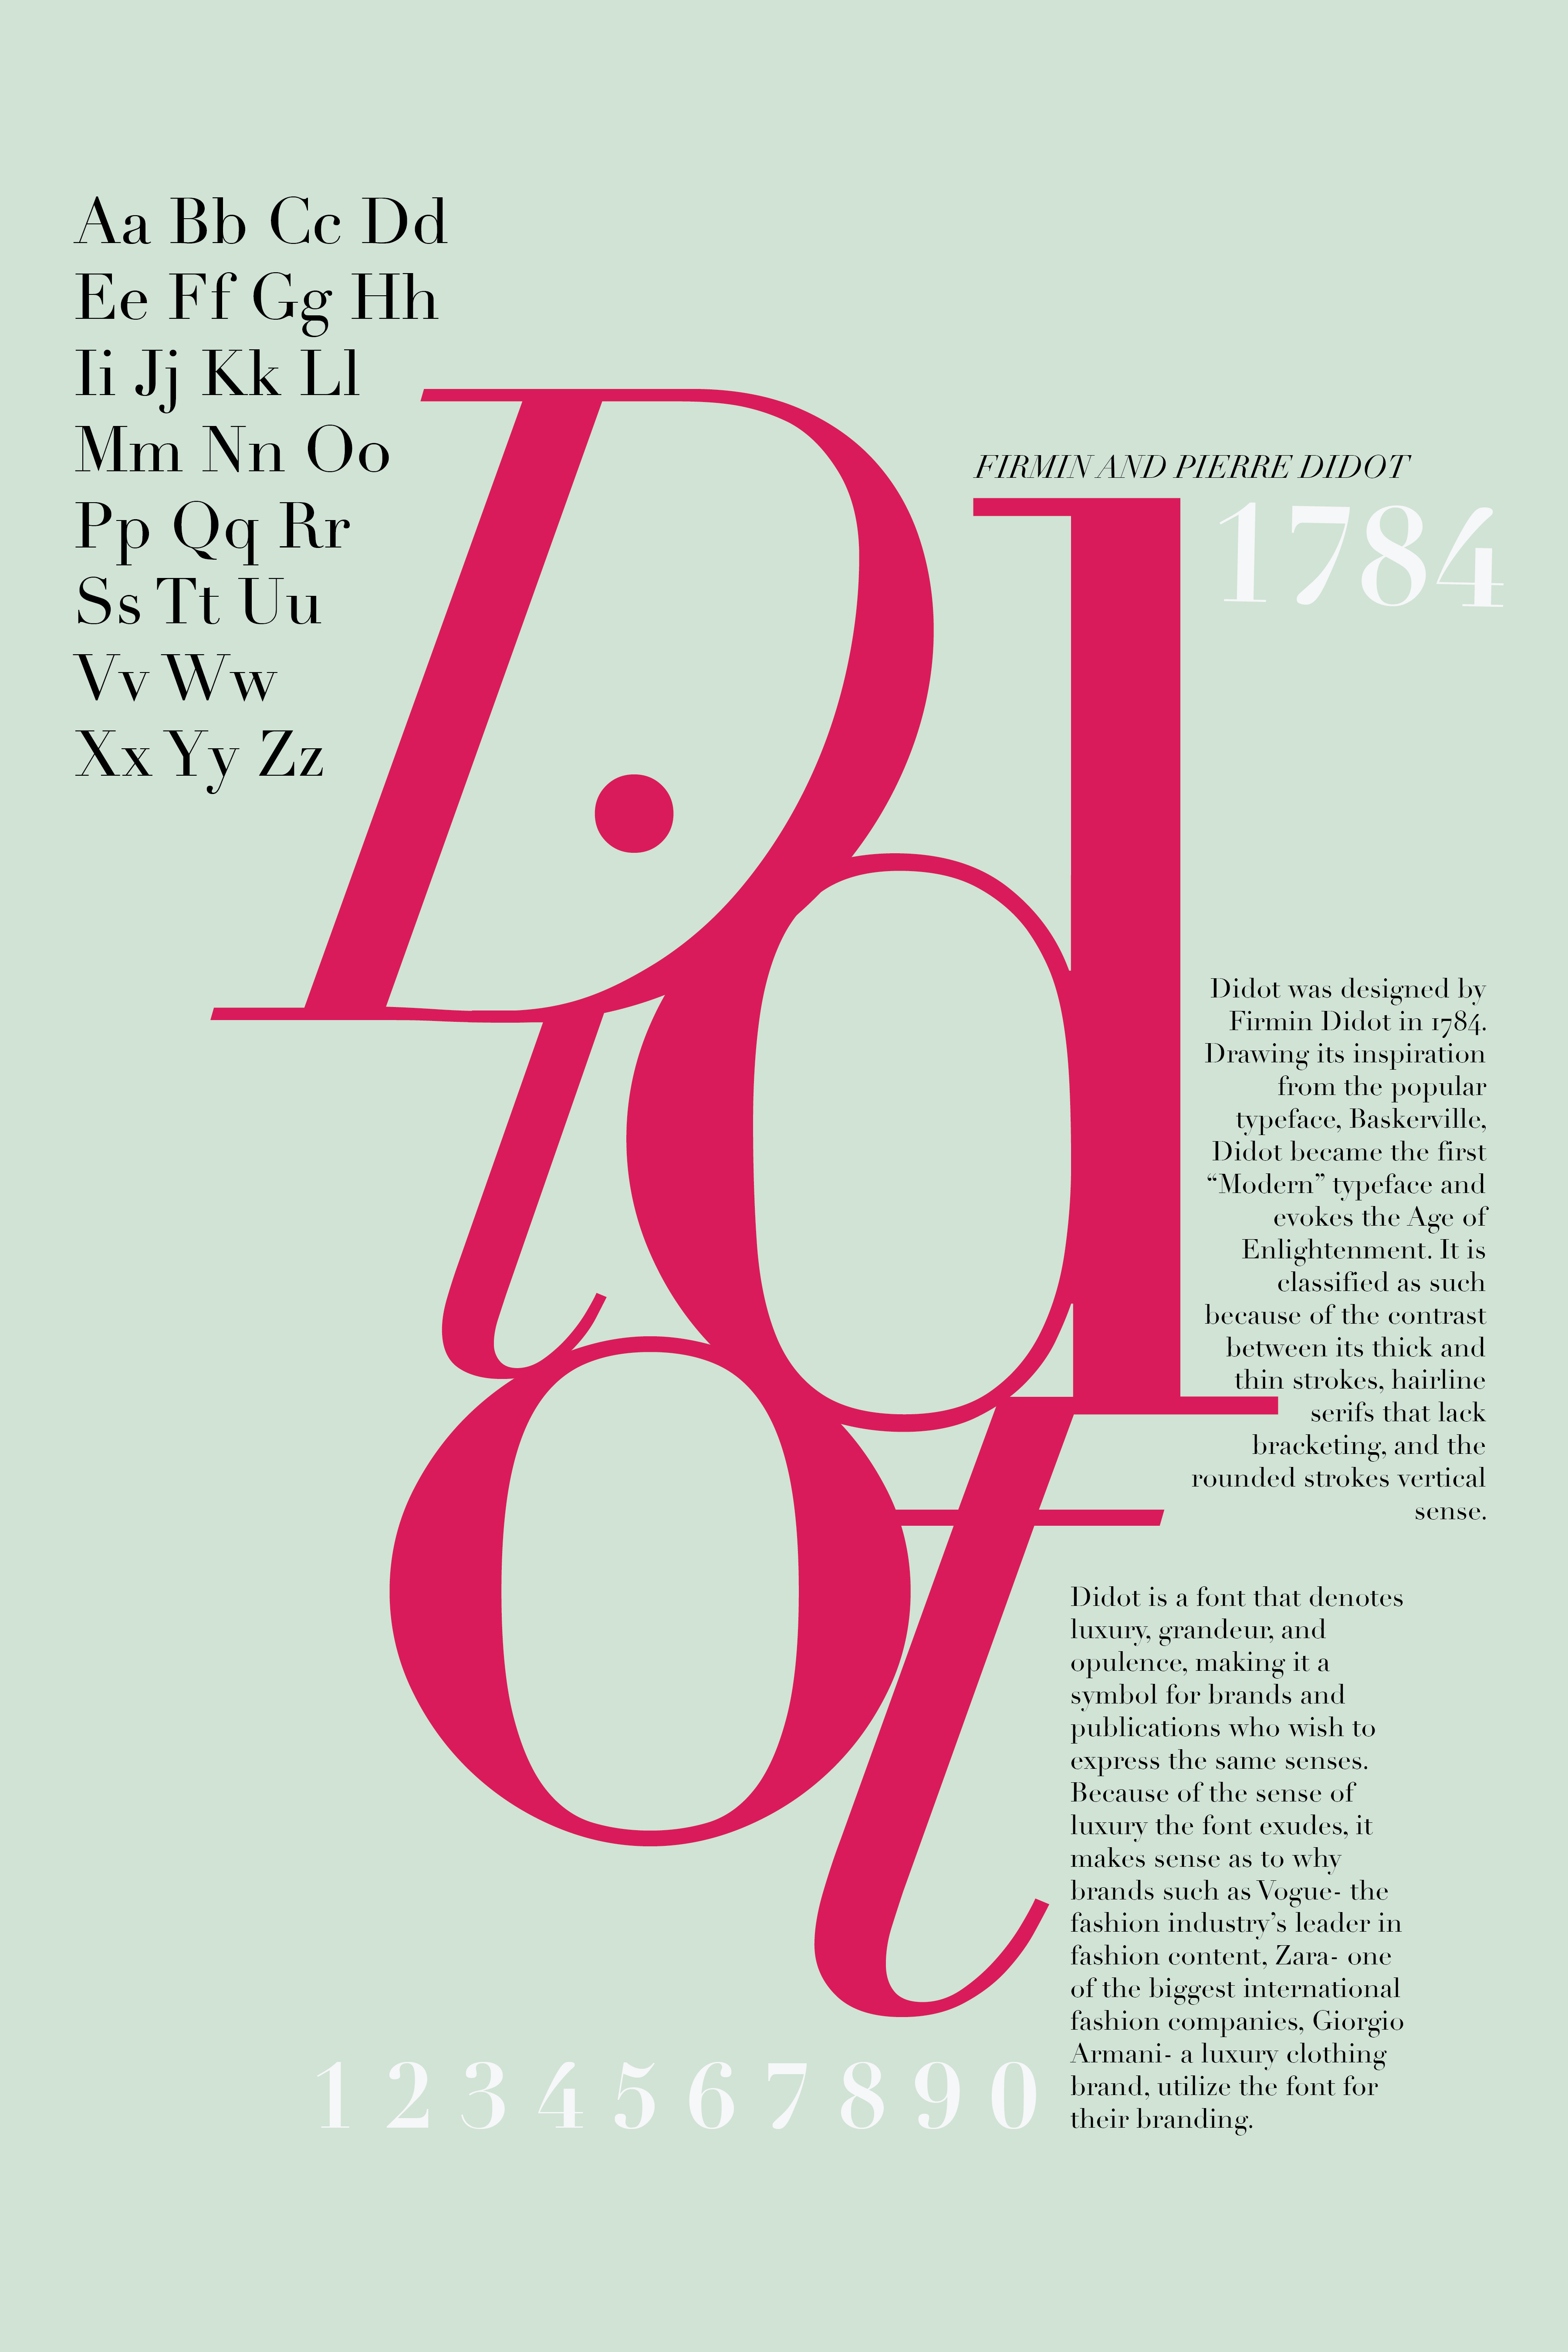 Aa Bb Cc Dd
Ee Ff Gg Hh
Ii Jj Kk Ll
Mm Nn Oo
Pp Qq Rr
Ss Tt Uu
Vv Ww
Xx Yy Zz
Didot
FIRMIN AND PIERRE DIDOT
1784
Didot was designed by
Firmin Didot in 1784.
Drawing its inspiration
from the popular
typeface, Baskerville,
Didot became the first
“Modern” typeface and
evokes the Age of
Enlightenment. It is
classified as such
because of the contrast
between its thick and
thin strokes, hairline
serifs that lack
bracketing, and the
rounded strokes vertical
sense.
Didot is a font that denotes
luxury, grandeur, and
opulence, making it a
symbol for brands and
publications who wish to
express the same senses.
Because of the sense of
luxury the font exudes, it
makes sense as to why
brands such as Vogue- the
fashion industry’s leader in
fashion content, Zara- one
of the biggest international
fashion companies, Giorgio
Armani- a luxury clothing
brand, utilize the font for
their branding.
1 2 3 4 5 6 7 8 9 0